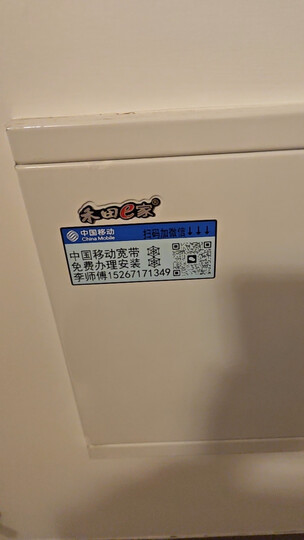 禾田e家
中国移动
China Mobile
扫码加微信↓↓↓
中国移动宽带
免费办理安装
李师傅15267171349